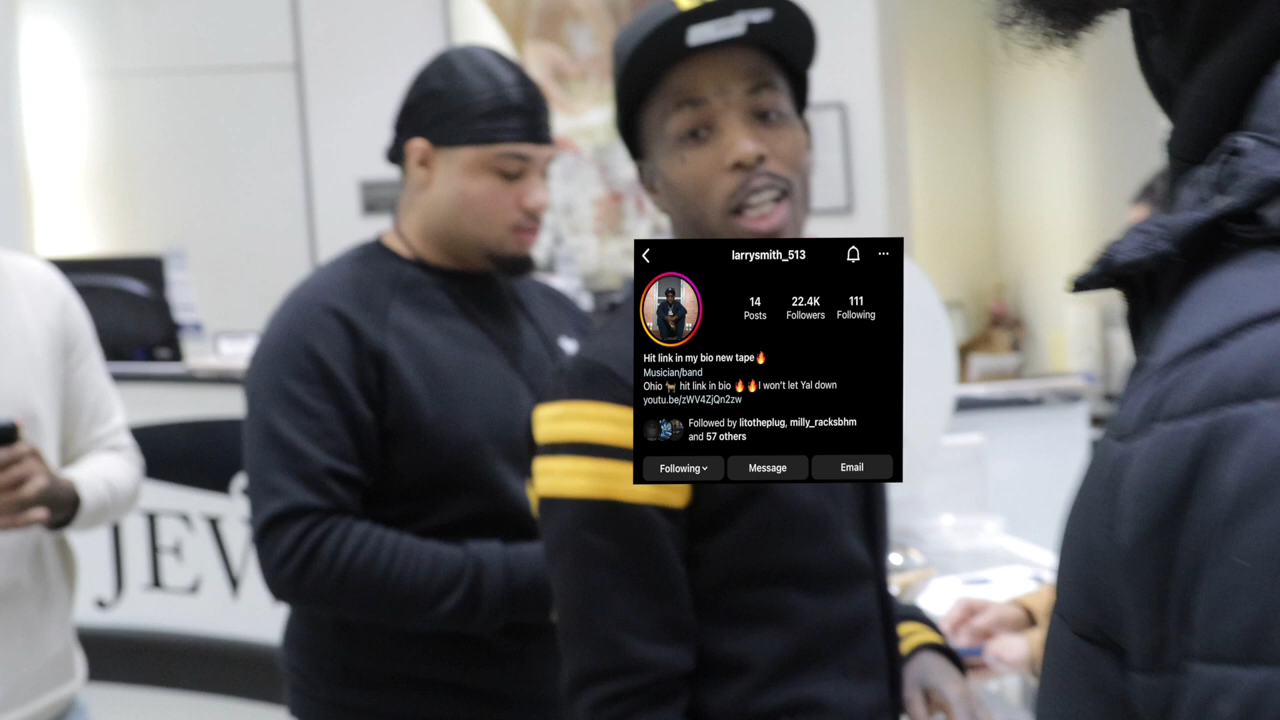 larrysmith_513
14 22.4K 111
Posts Followers Following
Hit link in my bio new tape🔥
Musician/band
Ohio 🐐 hit link in bio 🔥🔥I won't let Yal down
youtu.be/zWV4ZjQn2zw
Followed by litotheplug, milly_racksbhm
and 57 others
Following Message Email
JEW